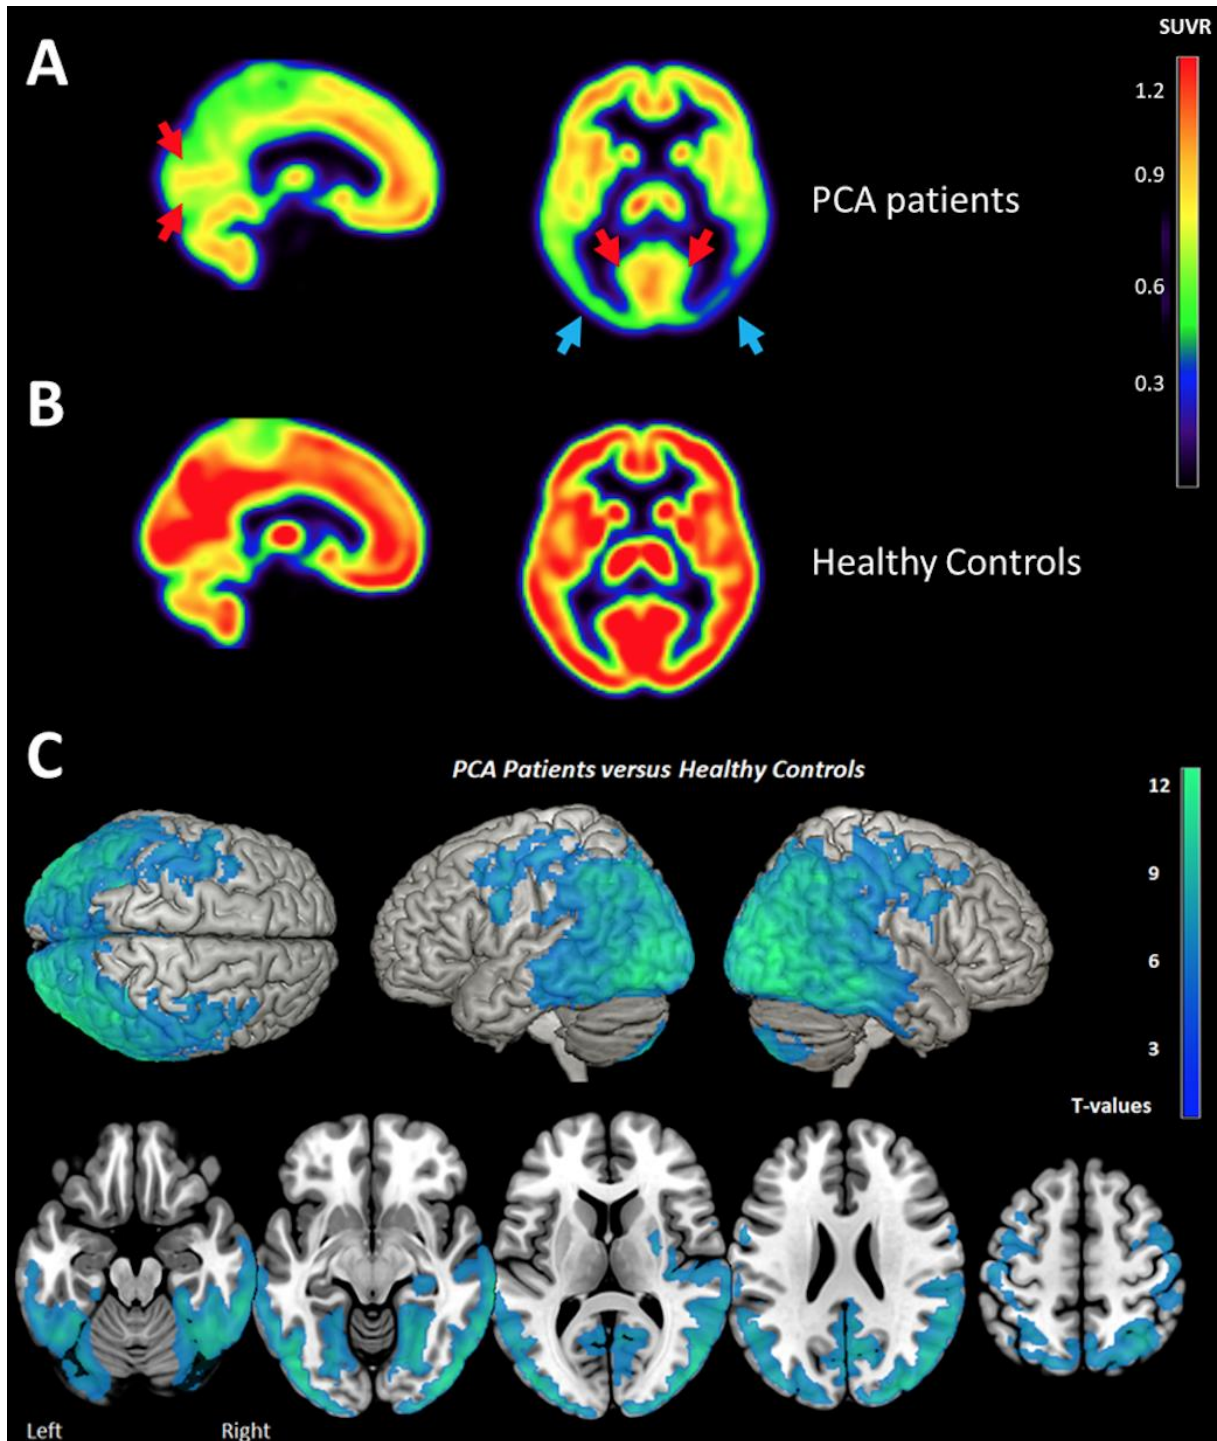 SUVR
A
1.2
0.9
PCA patients
0.6
0.3
B
Healthy Controls
C
PCA Patients versus Healthy Controls
12
9
6
3
T-values
Left
Right